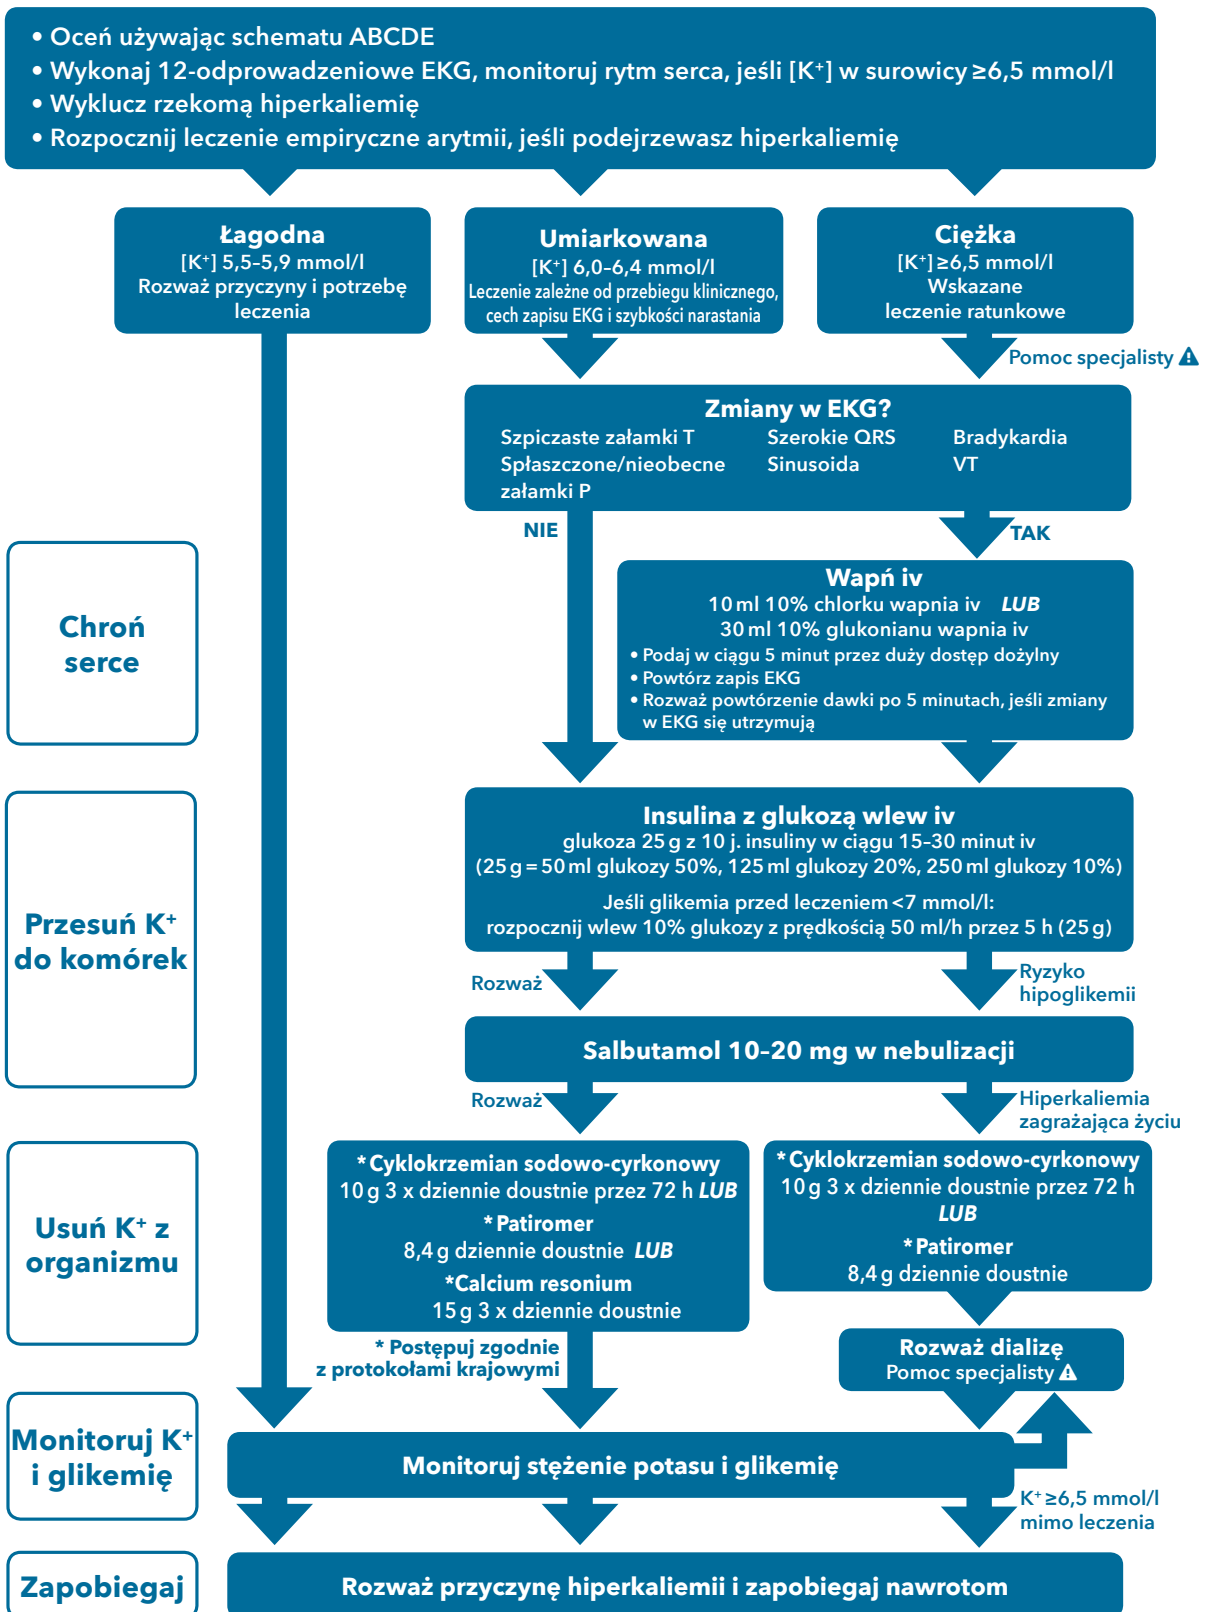 • Oceń używając schematu ABCDE
• Wykonaj 12-odprowadzeniowe EKG, monitoruj rytm serca, jeśli [K⁺] w surowicy ≥6,5 mmol/l
• Wyklucz rzekomą hiperkaliemię
• Rozpocznij leczenie empiryczne arytmii, jeśli podejrzewasz hiperkaliemię
Łagodna
[K⁺] 5,5–5,9 mmol/l
Rozważ przyczyny i potrzebę
leczenia
Umiarkowana
[K⁺] 6,0–6,4 mmol/l
Leczenie zależne od przebiegu klinicznego,
cech zapisu EKG i szybkości narastania
Ciężka
[K⁺] ≥6,5 mmol/l
Wskazane
leczenie ratunkowe
Pomoc specjalisty
Zmiany w EKG?
Szpiczaste załamki T
Spłaszczone/nieobecne
załamki P
Szerokie QRS
Sinusoida
Bradykardia
VT
NIE
TAK
Chroń
serce
Wapń iv
10 ml 10% chlorku wapnia iv LUB
30 ml 10% glukonianu wapnia iv
• Podaj w ciągu 5 minut przez duży dostęp dożylny
• Powtórz zapis EKG
• Rozważ powtórzenie dawki po 5 minutach, jeśli zmiany
w EKG się utrzymują
Przesuń K⁺
do komórek
Insulina z glukozą wlew iv
glukoza 25 g z 10 j. insuliny w ciągu 15–30 minut iv
(25 g = 50 ml glukozy 50%, 125 ml glukozy 20%, 250 ml glukozy 10%)
Jeśli glikemia przed leczeniem <7 mmol/l:
rozpocznij wlew 10% glukozy z prędkością 50 ml/h przez 5 h (25 g)
Rozważ
Ryzyko
hipoglikemii
Salbutamol 10–20 mg w nebulizacji
Rozważ
Hiperkaliemia
zagrażająca życiu
Usuń K⁺ z
organizmu
* Cyklokrzemian sodowo-cyrkonowy
10 g 3 x dziennie doustnie przez 72 h LUB
* Patiromer
8,4 g dziennie doustnie LUB
*Calcium resonium
15 g 3 x dziennie doustnie
* Postępuj zgodnie
z protokołami krajowymi
* Cyklokrzemian sodowo-cyrkonowy
10 g 3 x dziennie doustnie przez 72 h
LUB
* Patiromer
8,4 g dziennie doustnie
Rozważ dializę
Pomoc specjalisty
Monitoruj K⁺
i glikemię
Monitoruj stężenie potasu i glikemię
K⁺ ≥6,5 mmol/l
mimo leczenia
Zapobiegaj
Rozważ przyczynę hiperkaliemii i zapobiegaj nawrotom